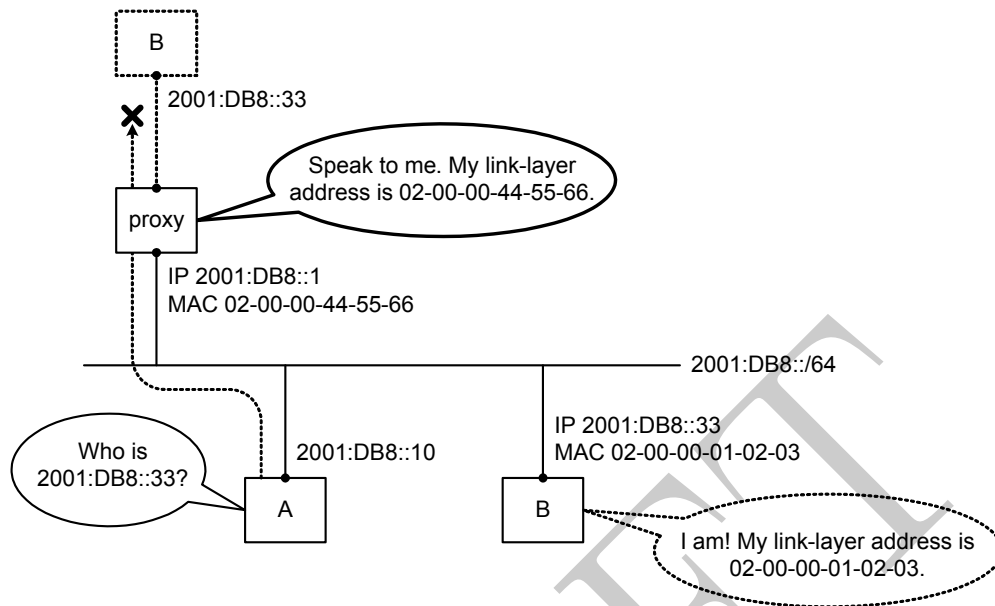 B
2001:DB8::33
Speak to me. My link-layer
address is 02-00-00-44-55-66.
proxy
IP 2001:DB8::1
MAC 02-00-00-44-55-66
2001:DB8::/64
Who is
2001:DB8::33?
2001:DB8::10
IP 2001:DB8::33
MAC 02-00-00-01-02-03
A
B
I am! My link-layer address is
02-00-00-01-02-03.
FT